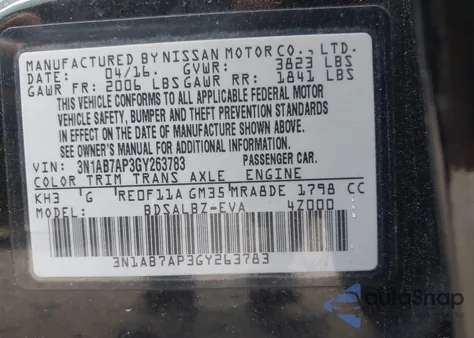 MANUFACTURED BY NISSAN MOTOR CO., LTD.
DATE: 04/16. GVWR: 3823 LBS
GAWR FR: 2006 LBS GAWR RR: 1841 LBS
THIS VEHICLE CONFORMS TO ALL APPLICABLE FEDERAL MOTOR
VEHICLE SAFETY, BUMPER AND THEFT PREVENTION STANDARDS
IN EFFECT ON THE DATE OF MANUFACTURE SHOWN ABOVE.
SEE OWNER'S MANUAL FOR ADDITIONAL INFORMATION.
VIN: 3N1AB7AP3GY263783 PASSENGER CAR.
COLOR TRIM TRANS AXLE ENGINE
KH3 G RE0F11A GM35 MRA8DE 1798 CC
BDSALBZ-EVA 4Z000
3N1AB7AP3GY263783
autoSnap